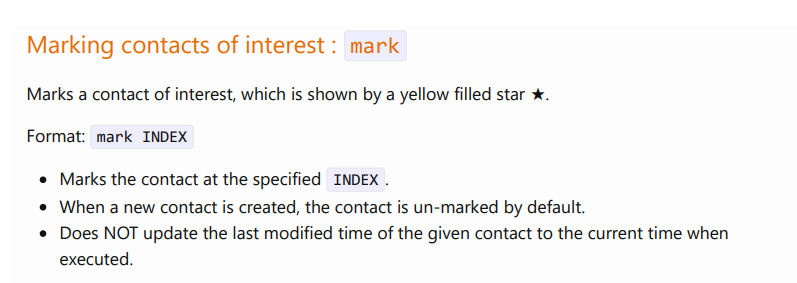 Marking contacts of interest : mark
Marks a contact of interest, which is shown by a yellow filled star ★.
Format: mark INDEX
• Marks the contact at the specified INDEX.
• When a new contact is created, the contact is un-marked by default.
• Does NOT update the last modified time of the given contact to the current time when
executed.